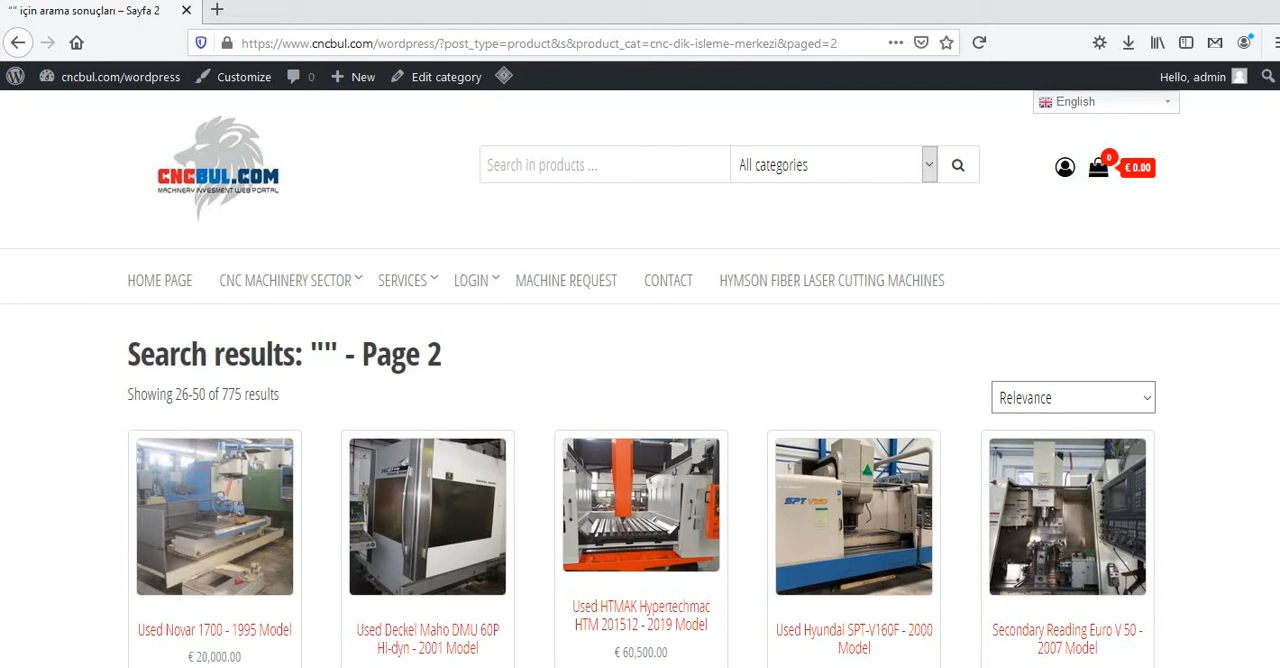 "" için arama sonuçları – Sayfa 2
https://www.cncbul.com/wordpress/?post_type=product&s&product_cat=cnc-dik-isleme-merkezi&paged=2
cncbul.com/wordpress Customize 0 New Edit category Hello, admin
English
CNCBUL.COM
MACHINERY INVESMENT WEB PORTAL
Search in products ... All categories
0
€ 0.00
HOME PAGE CNC MACHINERY SECTOR SERVICES LOGIN MACHINE REQUEST CONTACT HYMSON FIBER LASER CUTTING MACHINES
Search results: "" - Page 2
Showing 26-50 of 775 results
Relevance
SPT V160F
Used Novar 1700 - 1995 Model
€ 20,000.00
Used Deckel Maho DMU 60P
Hi-dyn - 2001 Model
Used HTMAK Hypertechmac
HTM 201512 - 2019 Model
€ 60,500.00
Used Hyundai SPT-V160F - 2000
Model
Secondary Reading Euro V 50 -
2007 Model